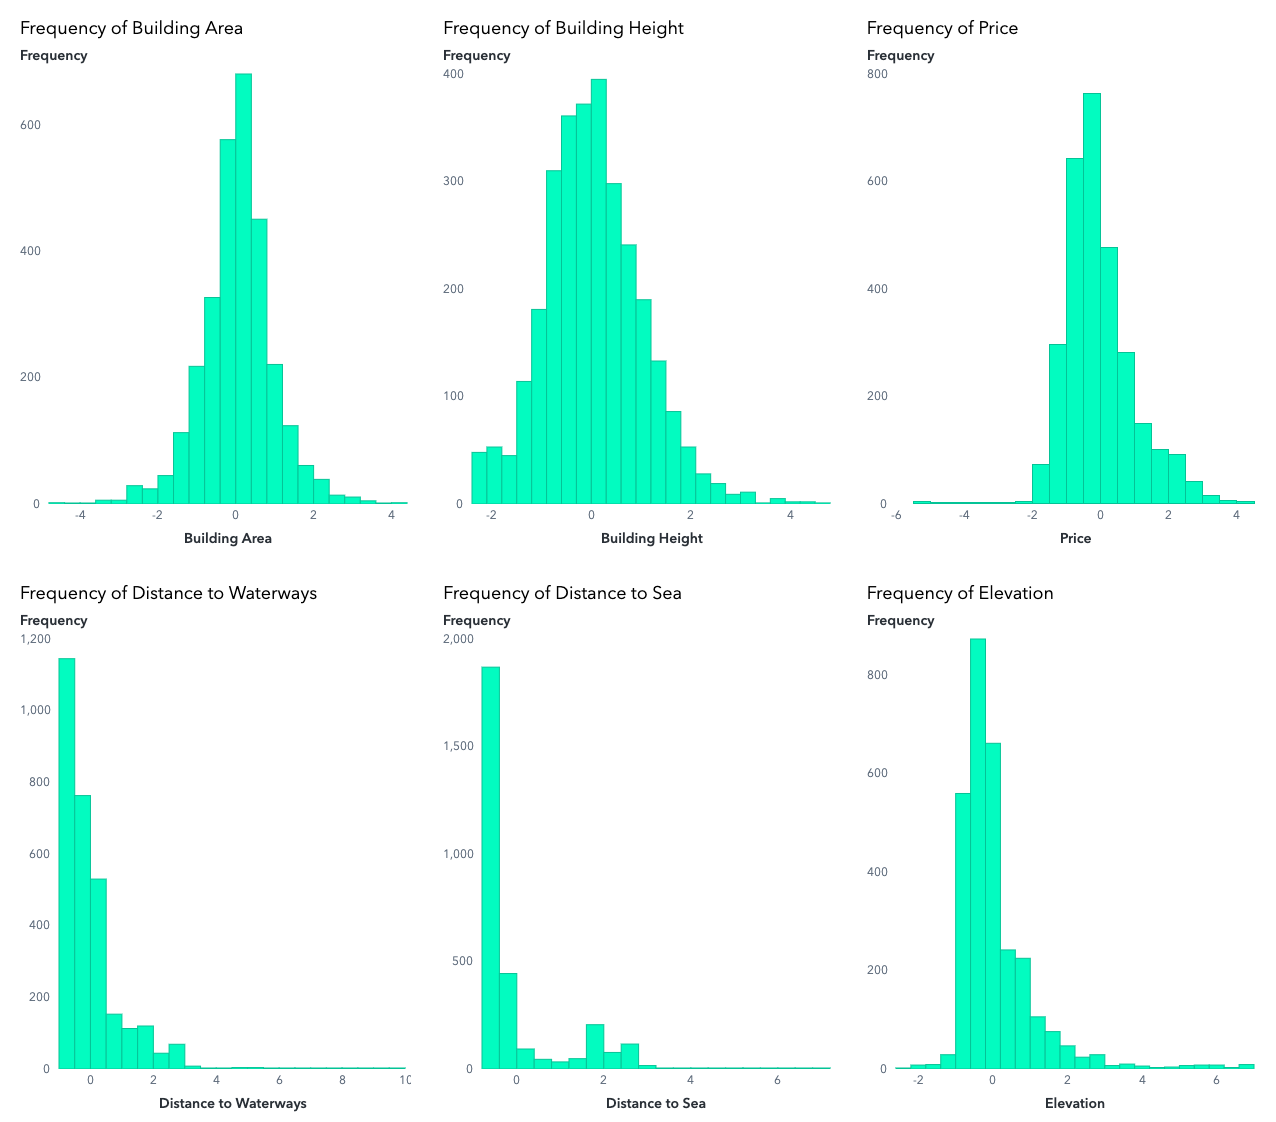 Frequency of Building Area
Frequency
600
400
200
0
-4 -2 0 2 4
Building Area
Frequency of Building Height
Frequency
400
300
200
100
0
-2 0 2 4
Building Height
Frequency of Price
Frequency
800
600
400
200
0
-6 -4 -2 0 2 4
Price
Frequency of Distance to Waterways
Frequency
1,200
1,000
800
600
400
200
0
0 2 4 6 8 10
Distance to Waterways
Frequency of Distance to Sea
Frequency
2,000
1,500
1,000
500
0
0 2 4 6
Distance to Sea
Frequency of Elevation
Frequency
800
600
400
200
0
-2 0 2 4 6
Elevation